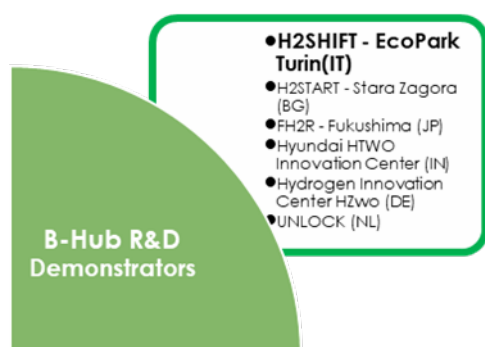 ●H2SHIFT - EcoPark
Turin(IT)
●H2START - Stara Zagora
(BG)
●FH2R - Fukushima (JP)
●Hyundai HTWO
Innovation Center (IN)
●Hydrogen Innovation
Center HZwo (DE)
●UNLOCK (NL)
B-Hub R&D
Demonstrators